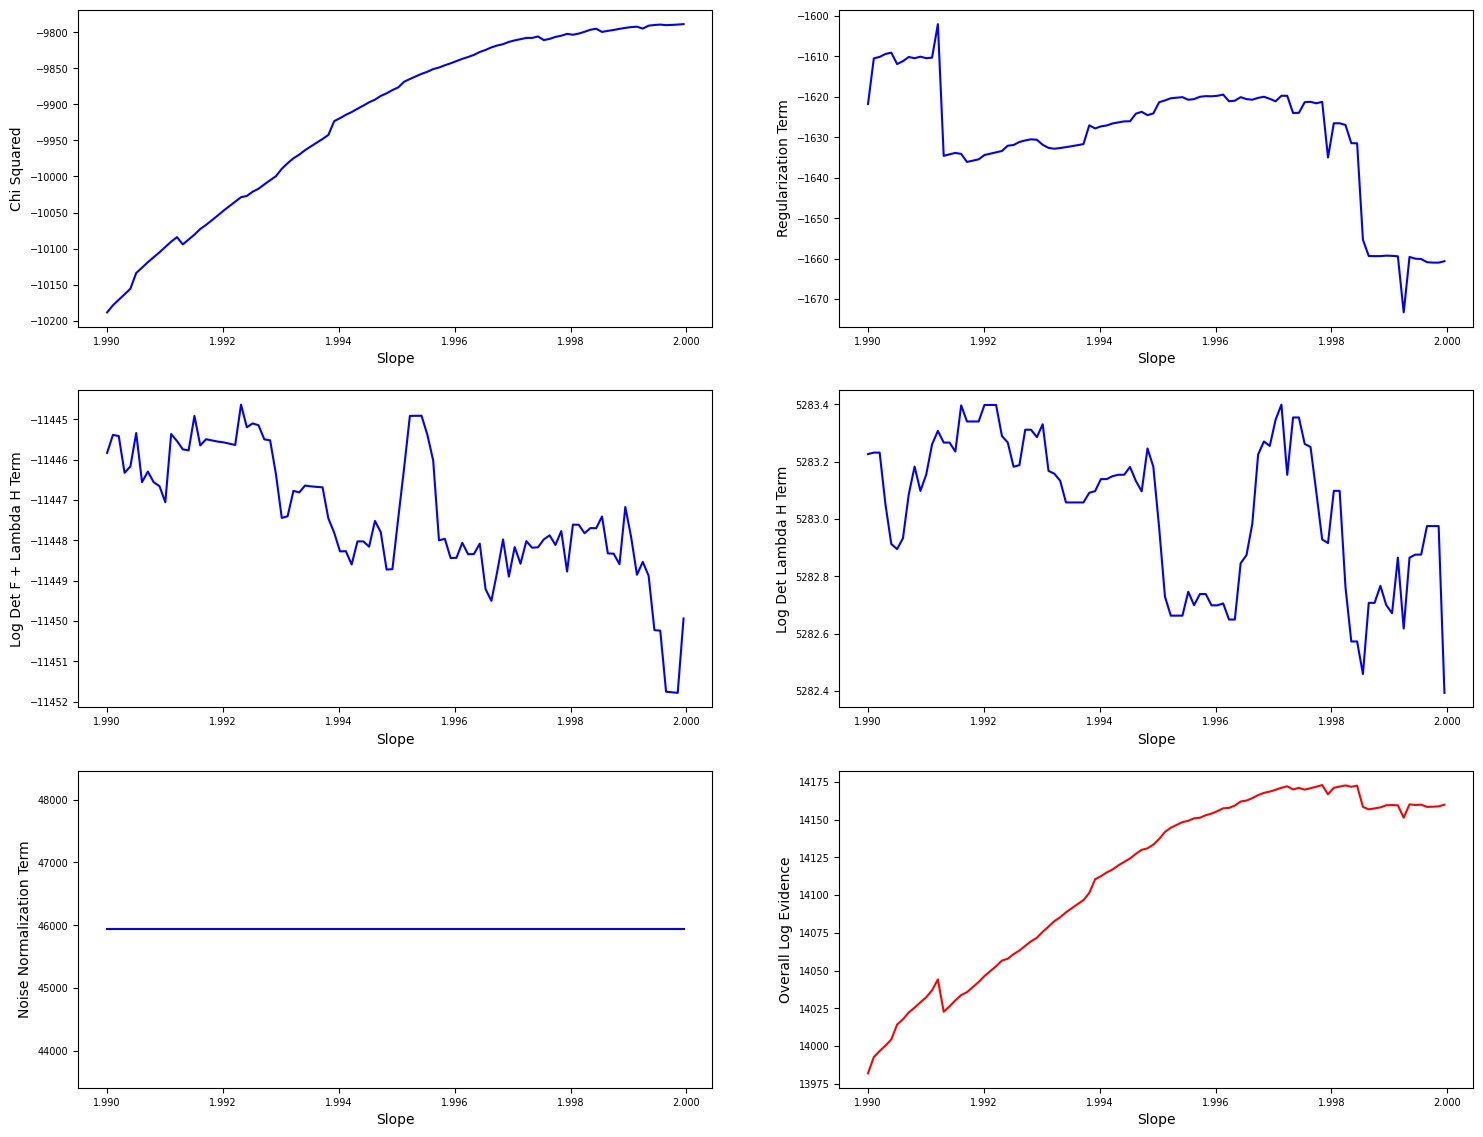 Chi Squared
−9800
−9850
−9900
−9950
−10000
−10050
−10100
−10150
−10200
1.990 1.992 1.994 1.996 1.998 2.000
Slope
Regularization Term
−1600
−1610
−1620
−1630
−1640
−1650
−1660
−1670
1.990 1.992 1.994 1.996 1.998 2.000
Slope
Log Det F + Lambda H Term
−11445
−11446
−11447
−11448
−11449
−11450
−11451
−11452
1.990 1.992 1.994 1.996 1.998 2.000
Slope
Log Det Lambda H Term
5283.4
5283.2
5283.0
5282.8
5282.6
5282.4
1.990 1.992 1.994 1.996 1.998 2.000
Slope
Noise Normalization Term
48000
47000
46000
45000
44000
1.990 1.992 1.994 1.996 1.998 2.000
Slope
Overall Log Evidence
14175
14150
14125
14100
14075
14050
14025
14000
13975
1.990 1.992 1.994 1.996 1.998 2.000
Slope